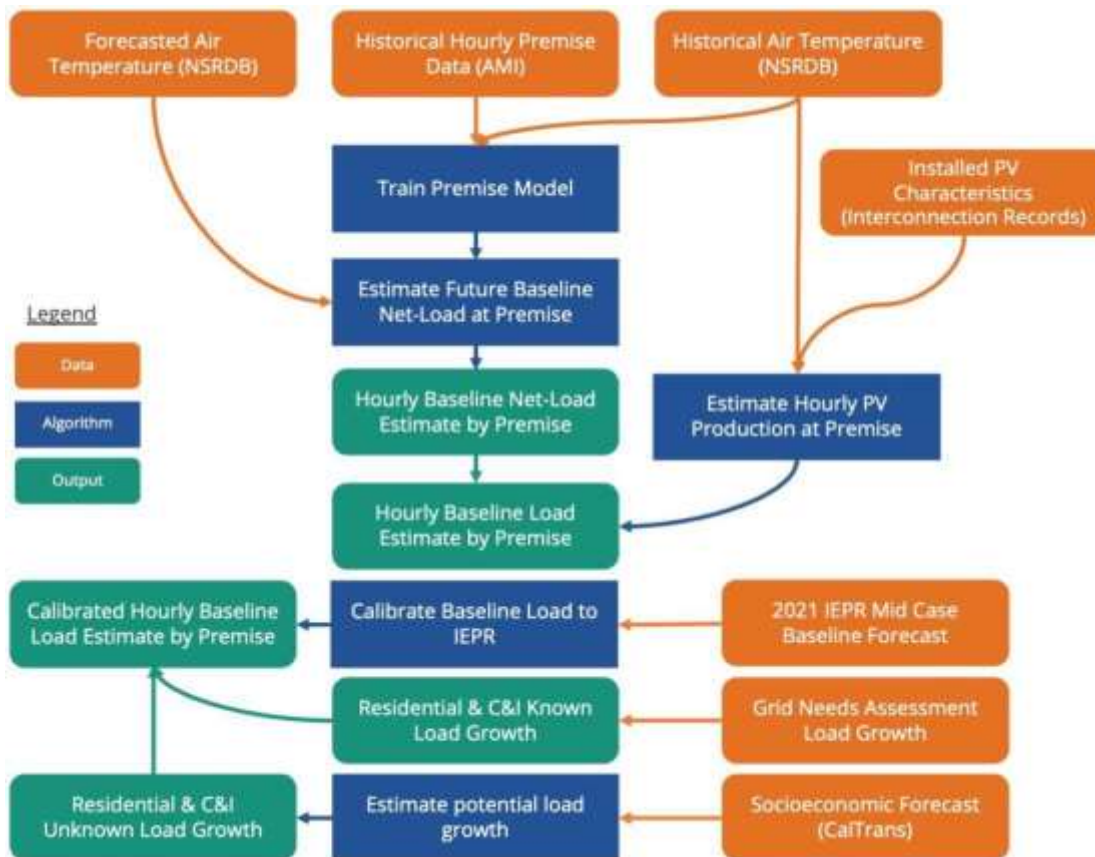 Forecasted Air
Temperature (NSRDB)
Historical Hourly Premise
Data (AMI)
Historical Air Temperature
(NSRDB)
Train Premise Model
Installed PV
Characteristics
(Interconnection Records)
Estimate Future Baseline
Net-Load at Premise
Legend
Data
Algorithm
Output
Hourly Baseline Net-Load
Estimate by Premise
Estimate Hourly PV
Production at Premise
Hourly Baseline Load
Estimate by Premise
Calibrated Hourly Baseline
Load Estimate by Premise
Calibrate Baseline Load to
IEPR
2021 IEPR Mid Case
Baseline Forecast
Residential & C&I Known
Load Growth
Grid Needs Assessment
Load Growth
Residential & C&I
Unknown Load Growth
Estimate potential load
growth
Socioeconomic Forecast
(CalTrans)